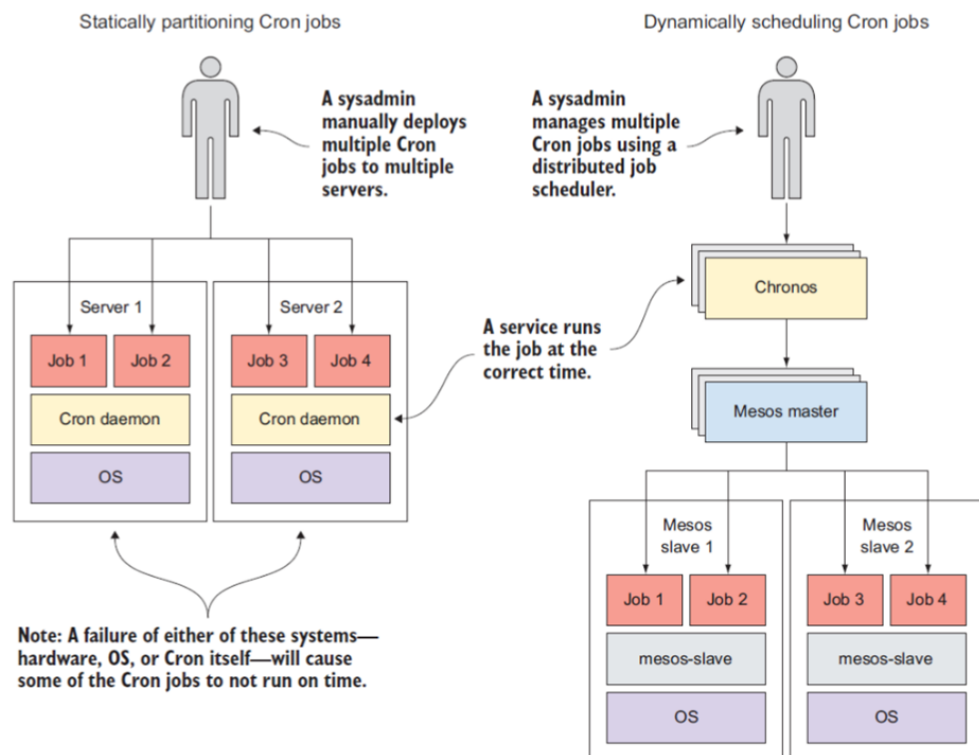 Statically partitioning Cron jobs
A sysadmin
manually deploys
multiple Cron
jobs to multiple
servers.
Server 1
Job 1
Job 2
Cron daemon
OS
Server 2
Job 3
Job 4
Cron daemon
OS
Note: A failure of either of these systems—
hardware, OS, or Cron itself—will cause
some of the Cron jobs to not run on time.
A service runs
the job at the
correct time.
Dynamically scheduling Cron jobs
A sysadmin
manages multiple
Cron jobs using a
distributed job
scheduler.
Chronos
Mesos master
Mesos
slave 1
Job 1
Job 2
mesos-slave
OS
Mesos
slave 2
Job 3
Job 4
mesos-slave
OS